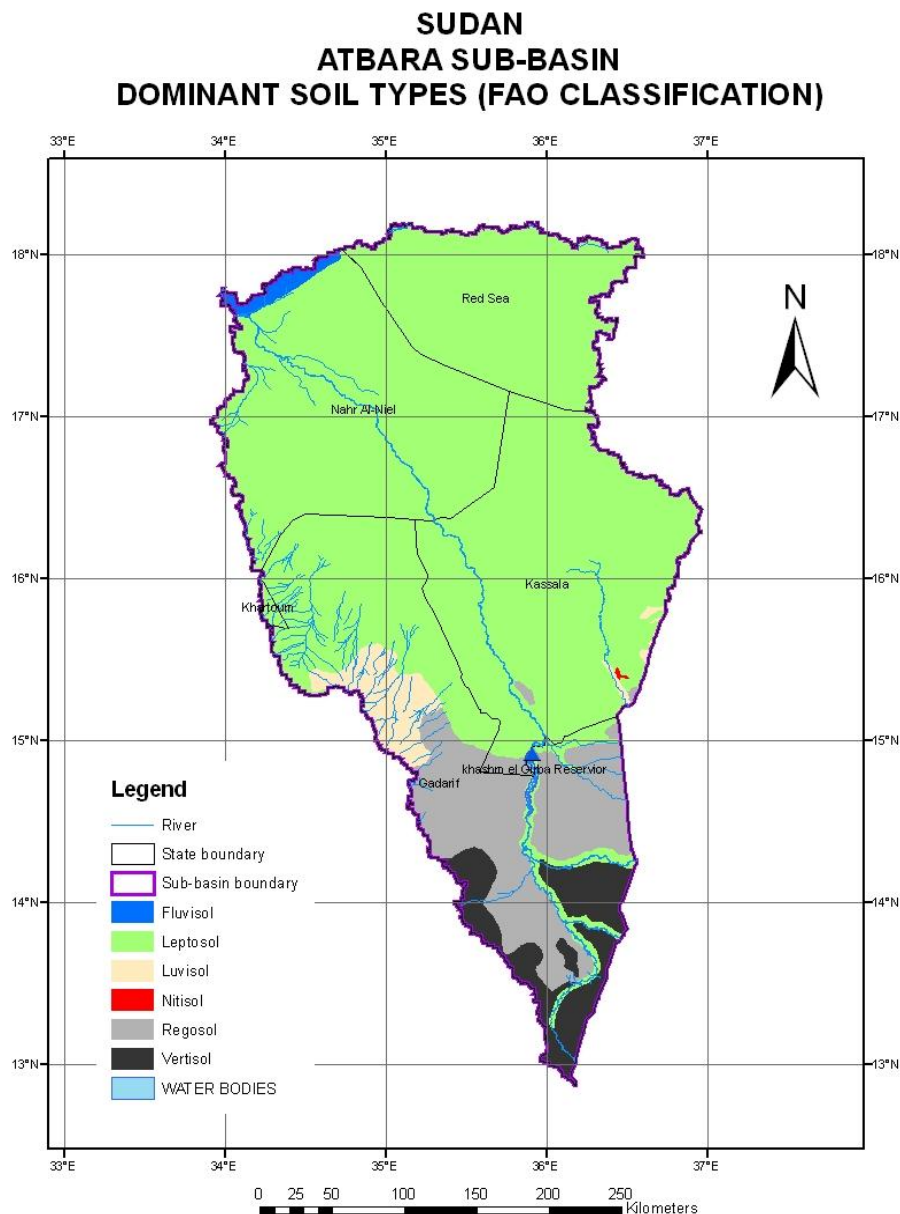 SUDAN
ATBARA SUB-BASIN
DOMINANT SOIL TYPES (FAO CLASSIFICATION)
33°E 34°E 35°E 36°E 37°E
18°N 18°N
Red Sea
N
17°N 17°N
Nahr Al-Niel
16°N 16°N
Kassala
Khartoum
15°N 15°N
khashm el Girba Reservior
Gadarif
Legend
River
State boundary
14°N 14°N
Sub-basin boundary
Fluvisol
Leptosol
Luvisol
Nitisol
Regosol
Vertisol
13°N 13°N
WATER BODIES
33°E 34°E 35°E 36°E 37°E
0 25 50 100 150 200 250
Kilometers